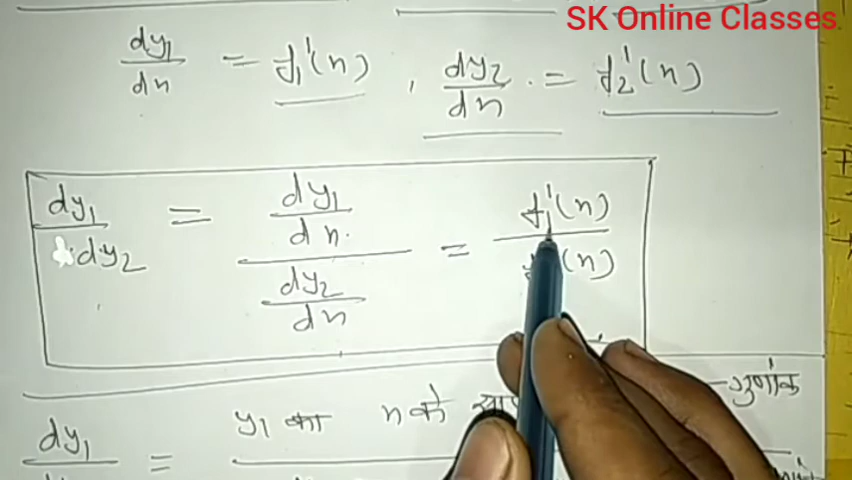 SK Online Classes
dy₁/dn = f₁'(n), dy₂/dn = f₂'(n)
dy₁/dy₂ = (dy₁/dn)/(dy₂/dn) = f₁'(n)/ (n)
dy₁ = y₁ का n के गुणांक